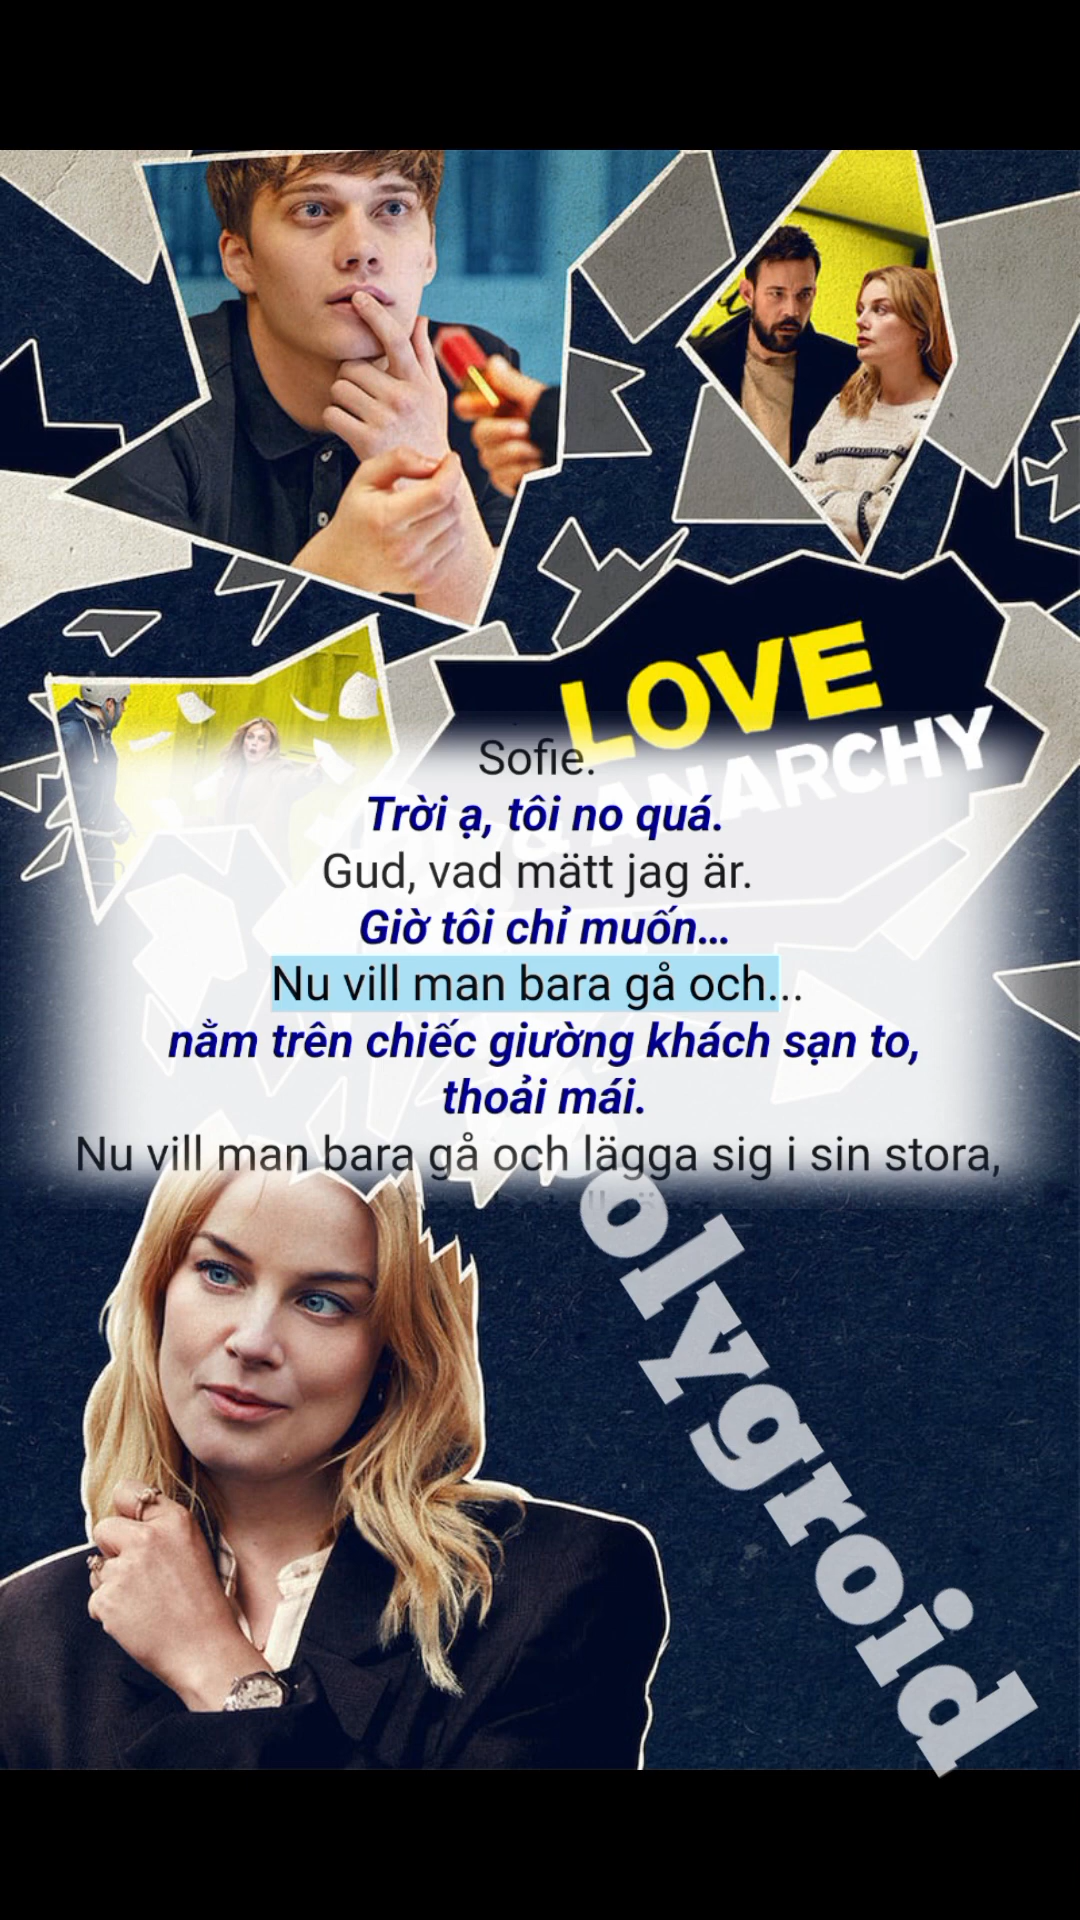 LOVE
& ANARCHY
Sofie.
Trời ạ, tôi no quá.
Gud, vad mätt jag är.
Giờ tôi chỉ muốn...
Nu vill man bara gå och...
nằm trên chiếc giường khách sạn to,
thoải mái.
Nu vill man bara gå och lägga sig i sin stora,
olygroid